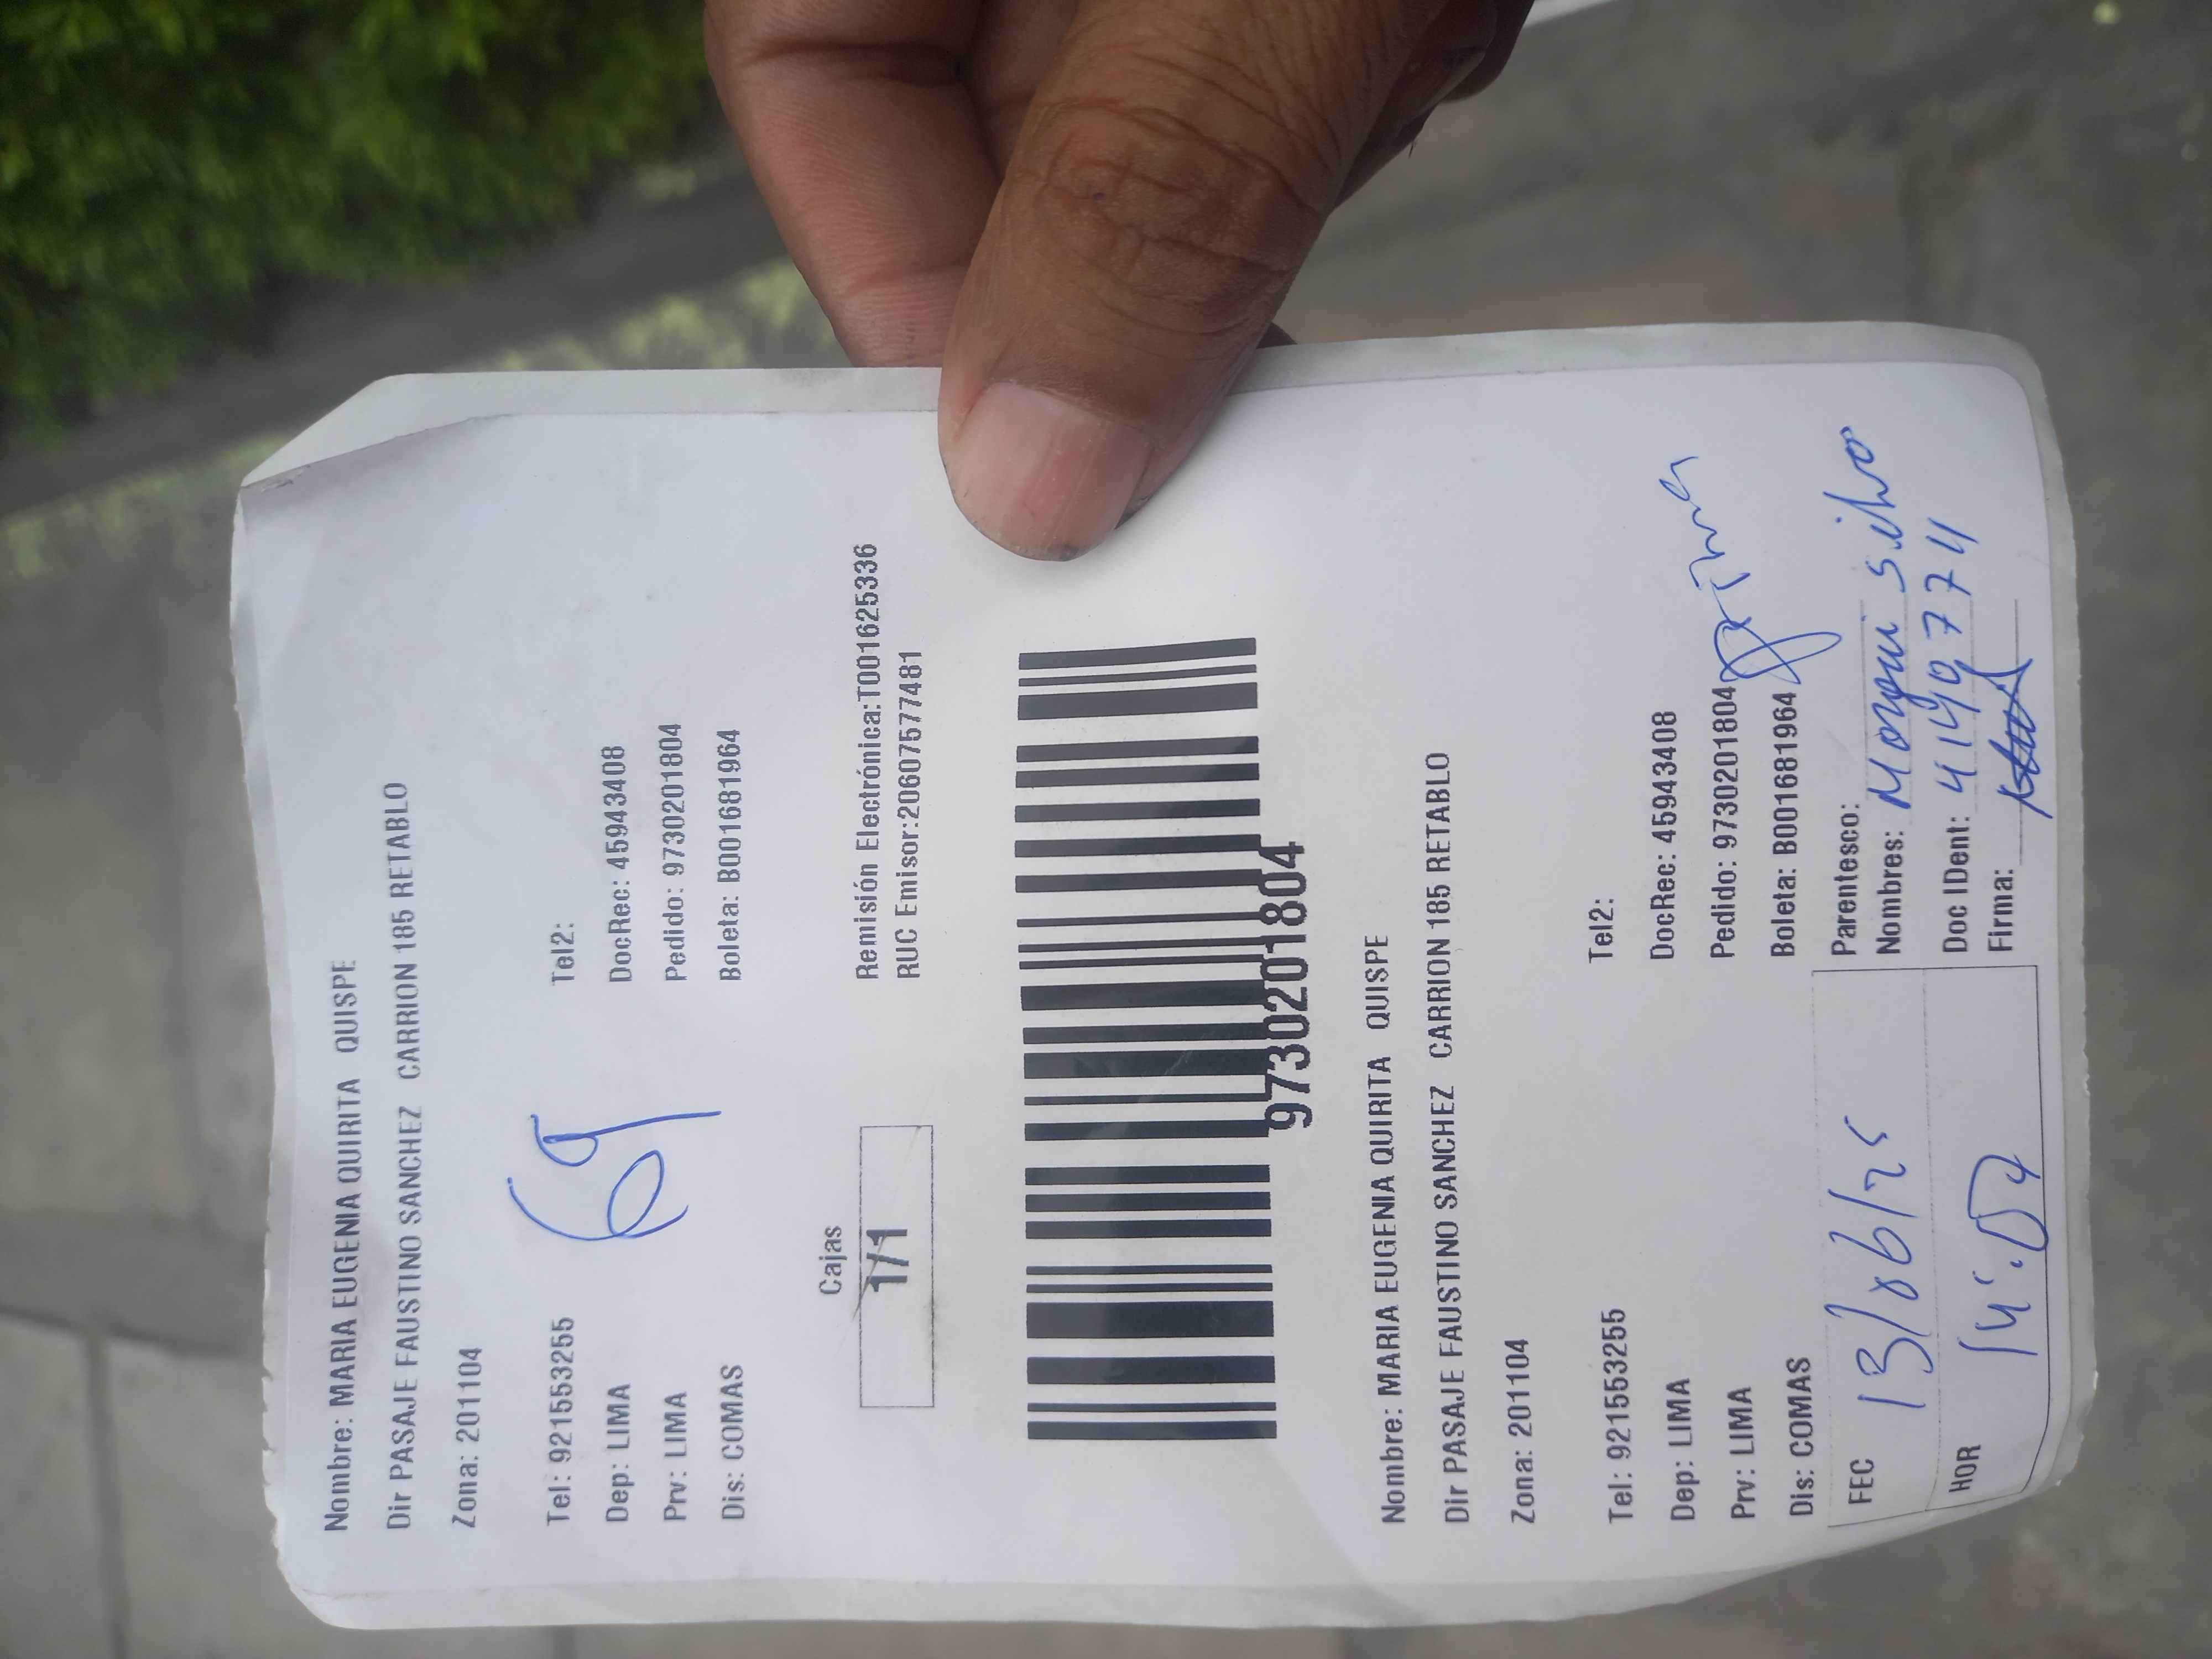 Nombre: MARIA EUGENIA QUIRITA QUISPE
Dir PASAJE FAUSTINO SANCHEZ CARRION 185 RETABLO
Zona: 201104
Tel: 921553255 Tel2:
Dep: LIMA DocRec: 45943408
Prv: LIMA Pedido: 9730201804
Dis: COMAS Boleta: B001681964
69
Cajas
1/1
Remisión Electrónica:T001625336
RUC Emisor:20607577481
9730201804
Nombre: MARIA EUGENIA QUIRITA QUISPE
Dir PASAJE FAUSTINO SANCHEZ CARRION 185 RETABLO
Zona: 201104
Tel: 921553255 Tel2:
Dep: LIMA DocRec: 45943408
Prv: LIMA Pedido: 9730201804
Dis: COMAS Boleta: B001681964
FEC 13/06/25 Parentesco:
Nombres:
HOR Doc IDent:
Firma: